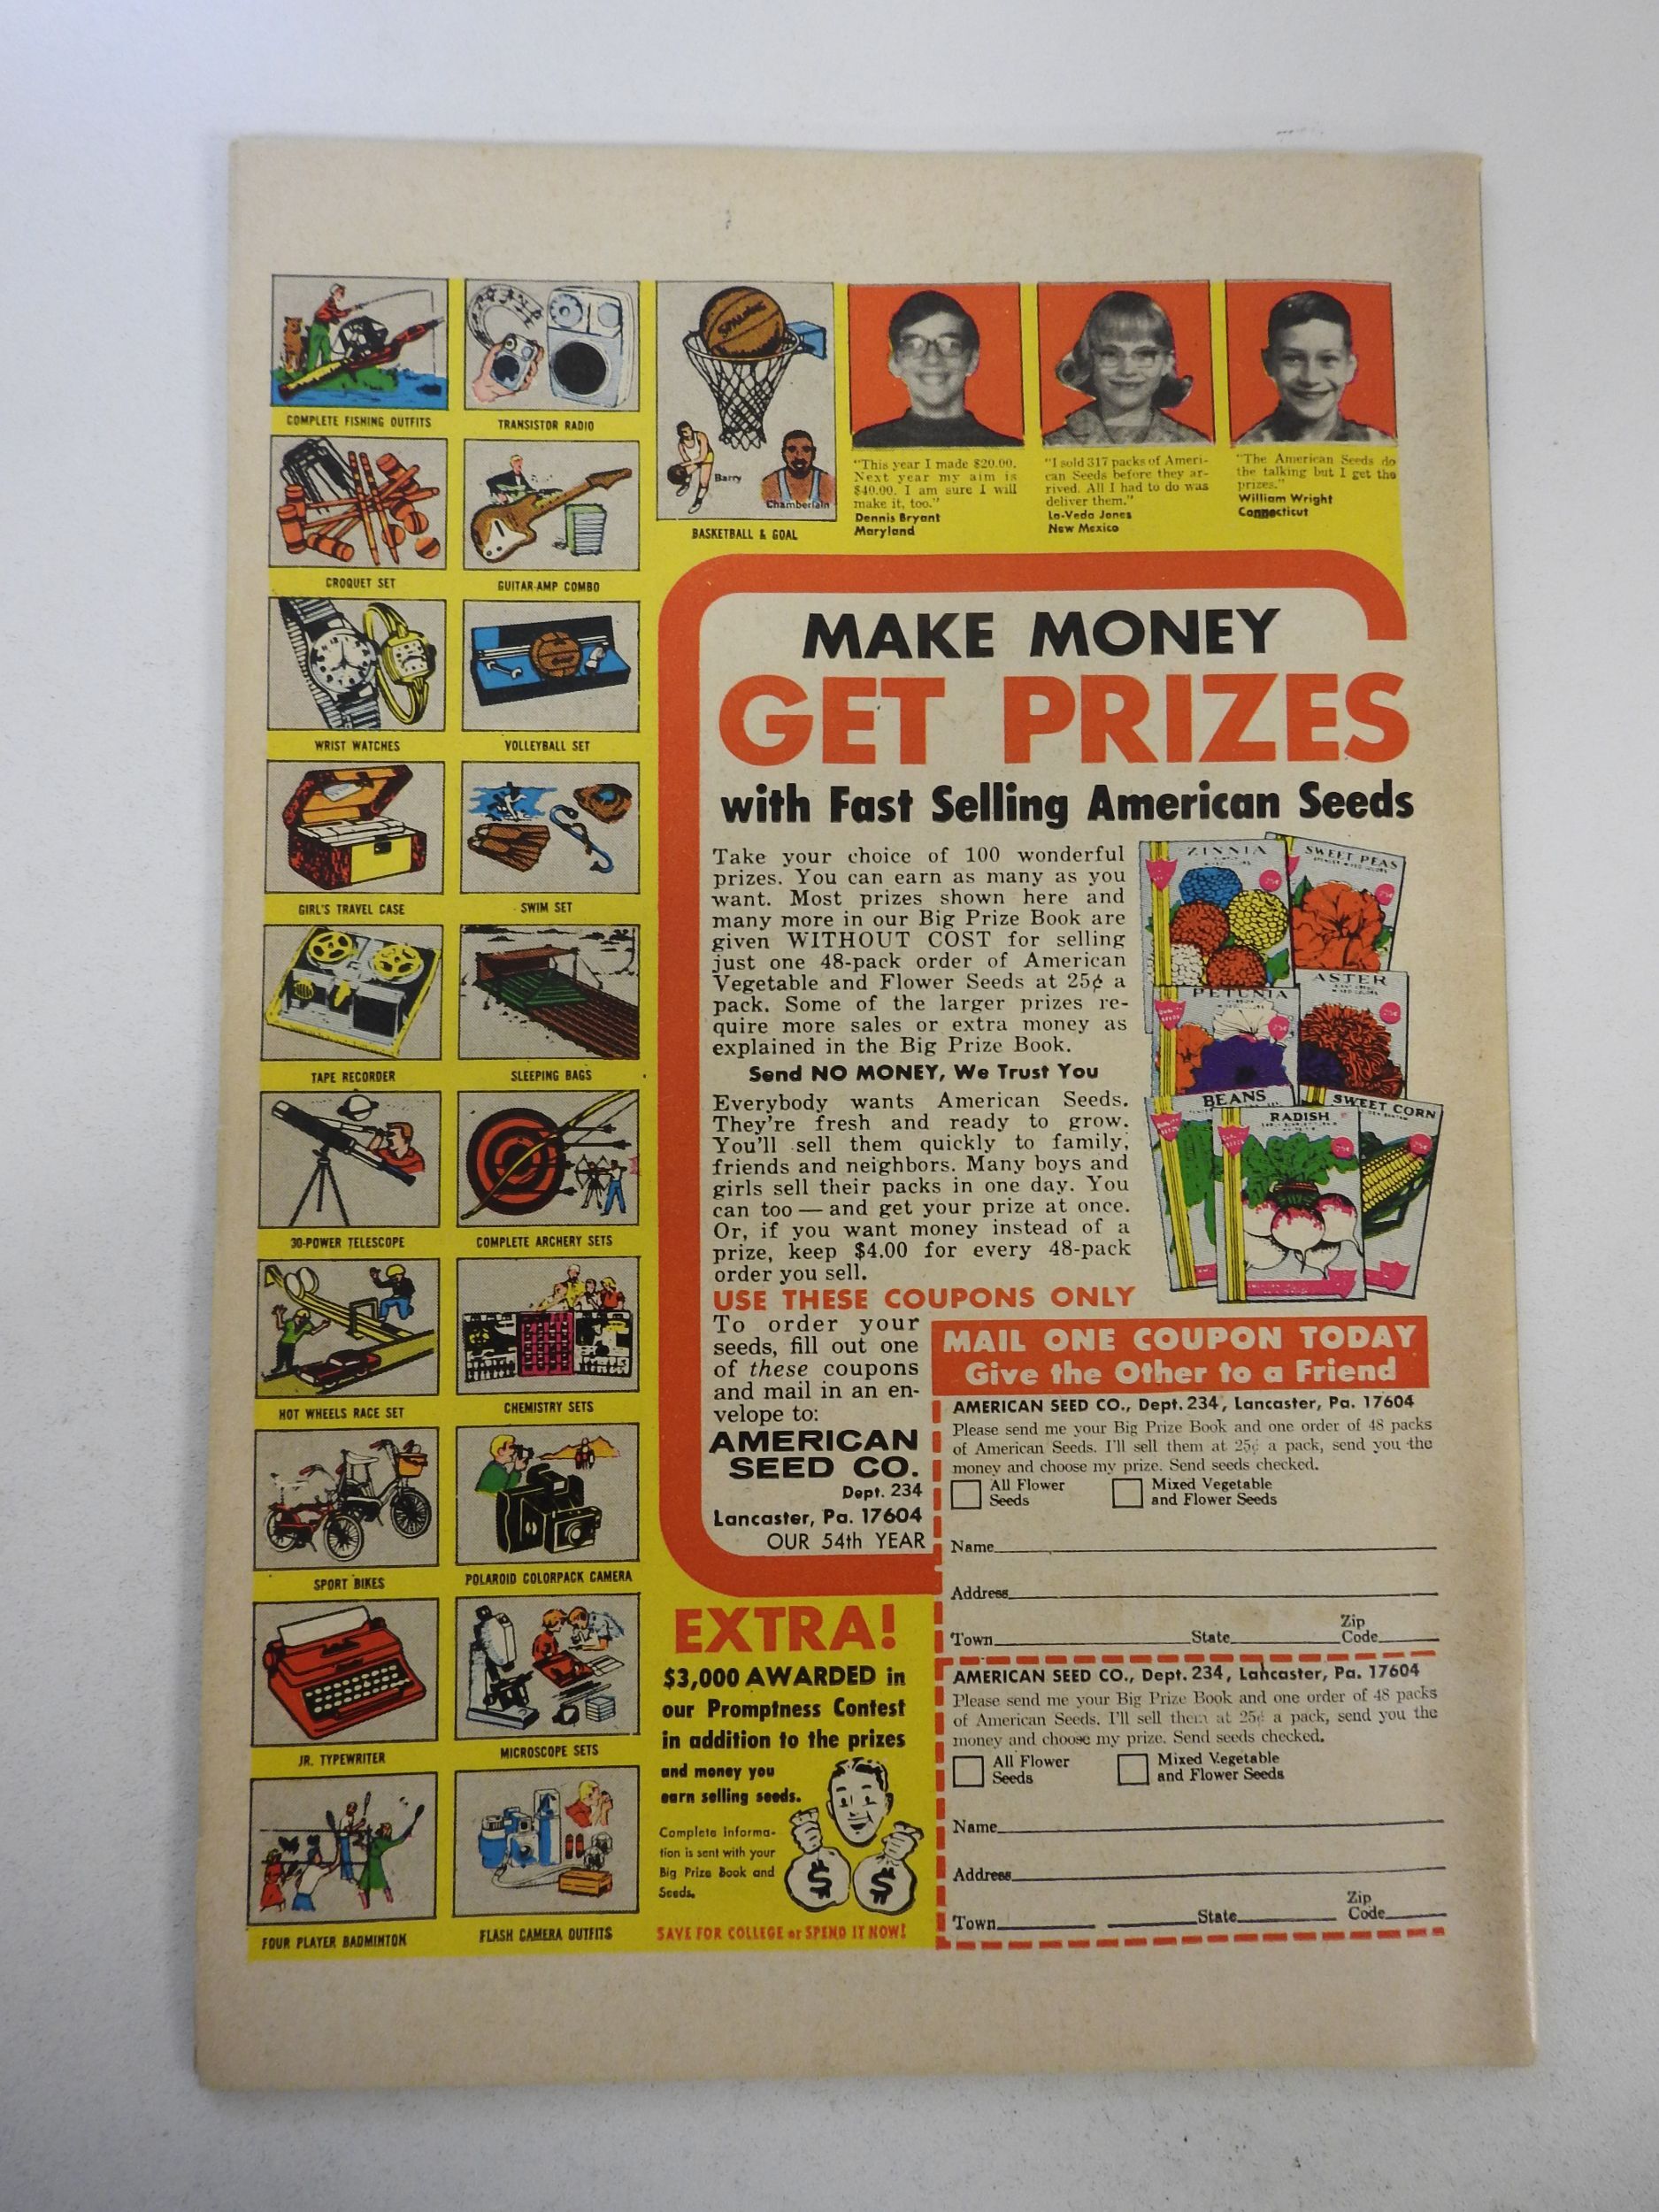 COMPLETE FISHING OUTFITS
TRANSISTOR RADIO
CROQUET SET
GUITAR-AMP COMBO
WRIST WATCHES
VOLLEYBALL SET
GIRL'S TRAVEL CASE
SWIM SET
TAPE RECORDER
SLEEPING BAGS
30-POWER TELESCOPE
COMPLETE ARCHERY SETS
HOT WHEELS RACE SET
CHEMISTRY SETS
SPORT BIKES
POLAROID COLORPACK CAMERA
JR. TYPEWRITER
MICROSCOPE SETS
FOUR PLAYER BADMINTON
FLASH CAMERA OUTFITS
SPALDING
Barry
Chamberlain
BASKETBALL & GOAL
"This year I made $20.00.
Next year my aim is
$40.00. I am sure I will
make it, too."
Dennis Bryant
Maryland
"I sold 317 packs of Ameri-
can Seeds before they ar-
rived. All I had to do was
deliver them."
La-Veda Jones
New Mexico
"The American Seeds do
the talking but I get the
prizes."
William Wright
Connecticut
MAKE MONEY
GET PRIZES
with Fast Selling American Seeds
Take your choice of 100 wonderful
prizes. You can earn as many as you
want. Most prizes shown here and
many more in our Big Prize Book are
given WITHOUT COST for selling
just one 48-pack order of American
Vegetable and Flower Seeds at 25¢ a
pack. Some of the larger prizes re-
quire more sales or extra money as
explained in the Big Prize Book.
Send NO MONEY, We Trust You
Everybody wants American Seeds.
They're fresh and ready to grow.
You'll sell them quickly to family,
friends and neighbors. Many boys and
girls sell their packs in one day. You
can too — and get your prize at once.
Or, if you want money instead of a
prize, keep $4.00 for every 48-pack
order you sell.
ZINNIA
SWEET PEAS
25¢
25¢
PETUNIA
ASTER
25¢
25¢
BEANS
RADISH
SWEET CORN
25¢
25¢
USE THESE COUPONS ONLY
To order your
seeds, fill out one
of these coupons
and mail in an en-
velope to:
AMERICAN
SEED CO.
Dept. 234
Lancaster, Pa. 17604
OUR 54th YEAR
MAIL ONE COUPON TODAY
Give the Other to a Friend
AMERICAN SEED CO., Dept. 234, Lancaster, Pa. 17604
Please send me your Big Prize Book and one order of 48 packs
of American Seeds. I'll sell them at 25¢ a pack, send you the
money and choose my prize. Send seeds checked.
All Flower
Seeds
Mixed Vegetable
and Flower Seeds
Name
Address
Town State Zip Code
AMERICAN SEED CO., Dept. 234, Lancaster, Pa. 17604
Please send me your Big Prize Book and one order of 48 packs
of American Seeds. I'll sell them at 25¢ a pack, send you the
money and choose my prize. Send seeds checked.
All Flower
Seeds
Mixed Vegetable
and Flower Seeds
Name
Address
Town State Zip Code
EXTRA!
$3,000 AWARDED in
our Promptness Contest
in addition to the prizes
and money you
earn selling seeds.
Complete informa-
tion is sent with your
Big Prize Book and
Seeds.
$ $
SAVE FOR COLLEGE or SPEND IT NOW!